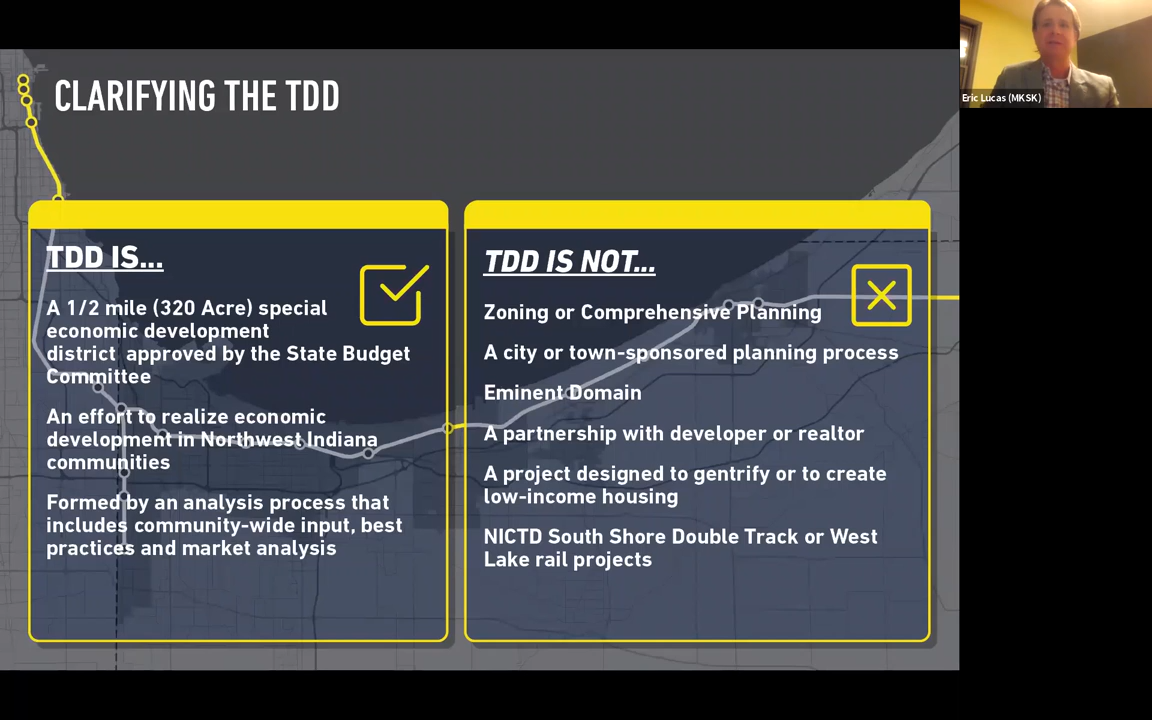 CLARIFYING THE TDD
Eric Lucas (MKSK)
TDD IS...
A 1/2 mile (320 Acre) special
economic development
district approved by the State Budget
Committee
An effort to realize economic
development in Northwest Indiana
communities
Formed by an analysis process that
includes community-wide input, best
practices and market analysis
TDD IS NOT...
Zoning or Comprehensive Planning
A city or town-sponsored planning process
Eminent Domain
A partnership with developer or realtor
A project designed to gentrify or to create
low-income housing
NICTD South Shore Double Track or West
Lake rail projects